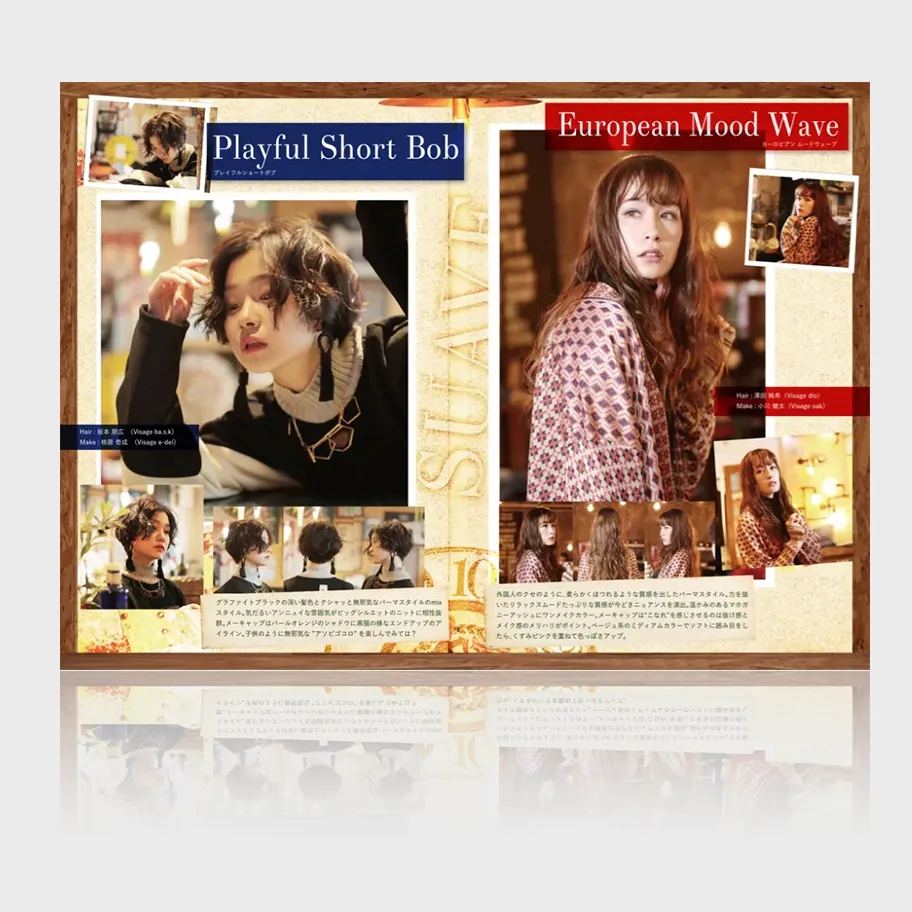 Playful Short Bob
プレイフルショートボブ
Hair : 坂本 朋広 （Visage ba.s.k）
Make : 柿原 壱成 （Visage e-del）
グラファイトブラックの深い髪色とクシャッと無邪気なパーマスタイルのmix
スタイル。気だるいアンニュイな雰囲気がビッグシルエットのニットに相性抜
群。メーキャップはパールオレンジのシャドウに黒猫の様なエンドアップのア
イライン。子供のように無邪気な“アソビゴコロ”を楽しんでみては？
SUAVE
10
European Mood Wave
ヨーロピアン ムードウェーブ
Hair : 澤田 純希（Visage dio）
Make : 小川 健太（Visage oak）
外国人のクセのように、柔らかくほつれるような質感を出したパーマスタイル。力を抜
いたリラックスムードたっぷりな質感が今どきニュアンスを演出。温かみのあるマホガ
ニーアッシュにワンメイクカラー。メーキャップは“こなれ”を感じさせるのは抜け感と
メイク感のメリハリがポイント。ベージュ系のミディアムカラーでソフトに囲み目をし
たら、くすみピンクを重ねて色っぽさアップ。